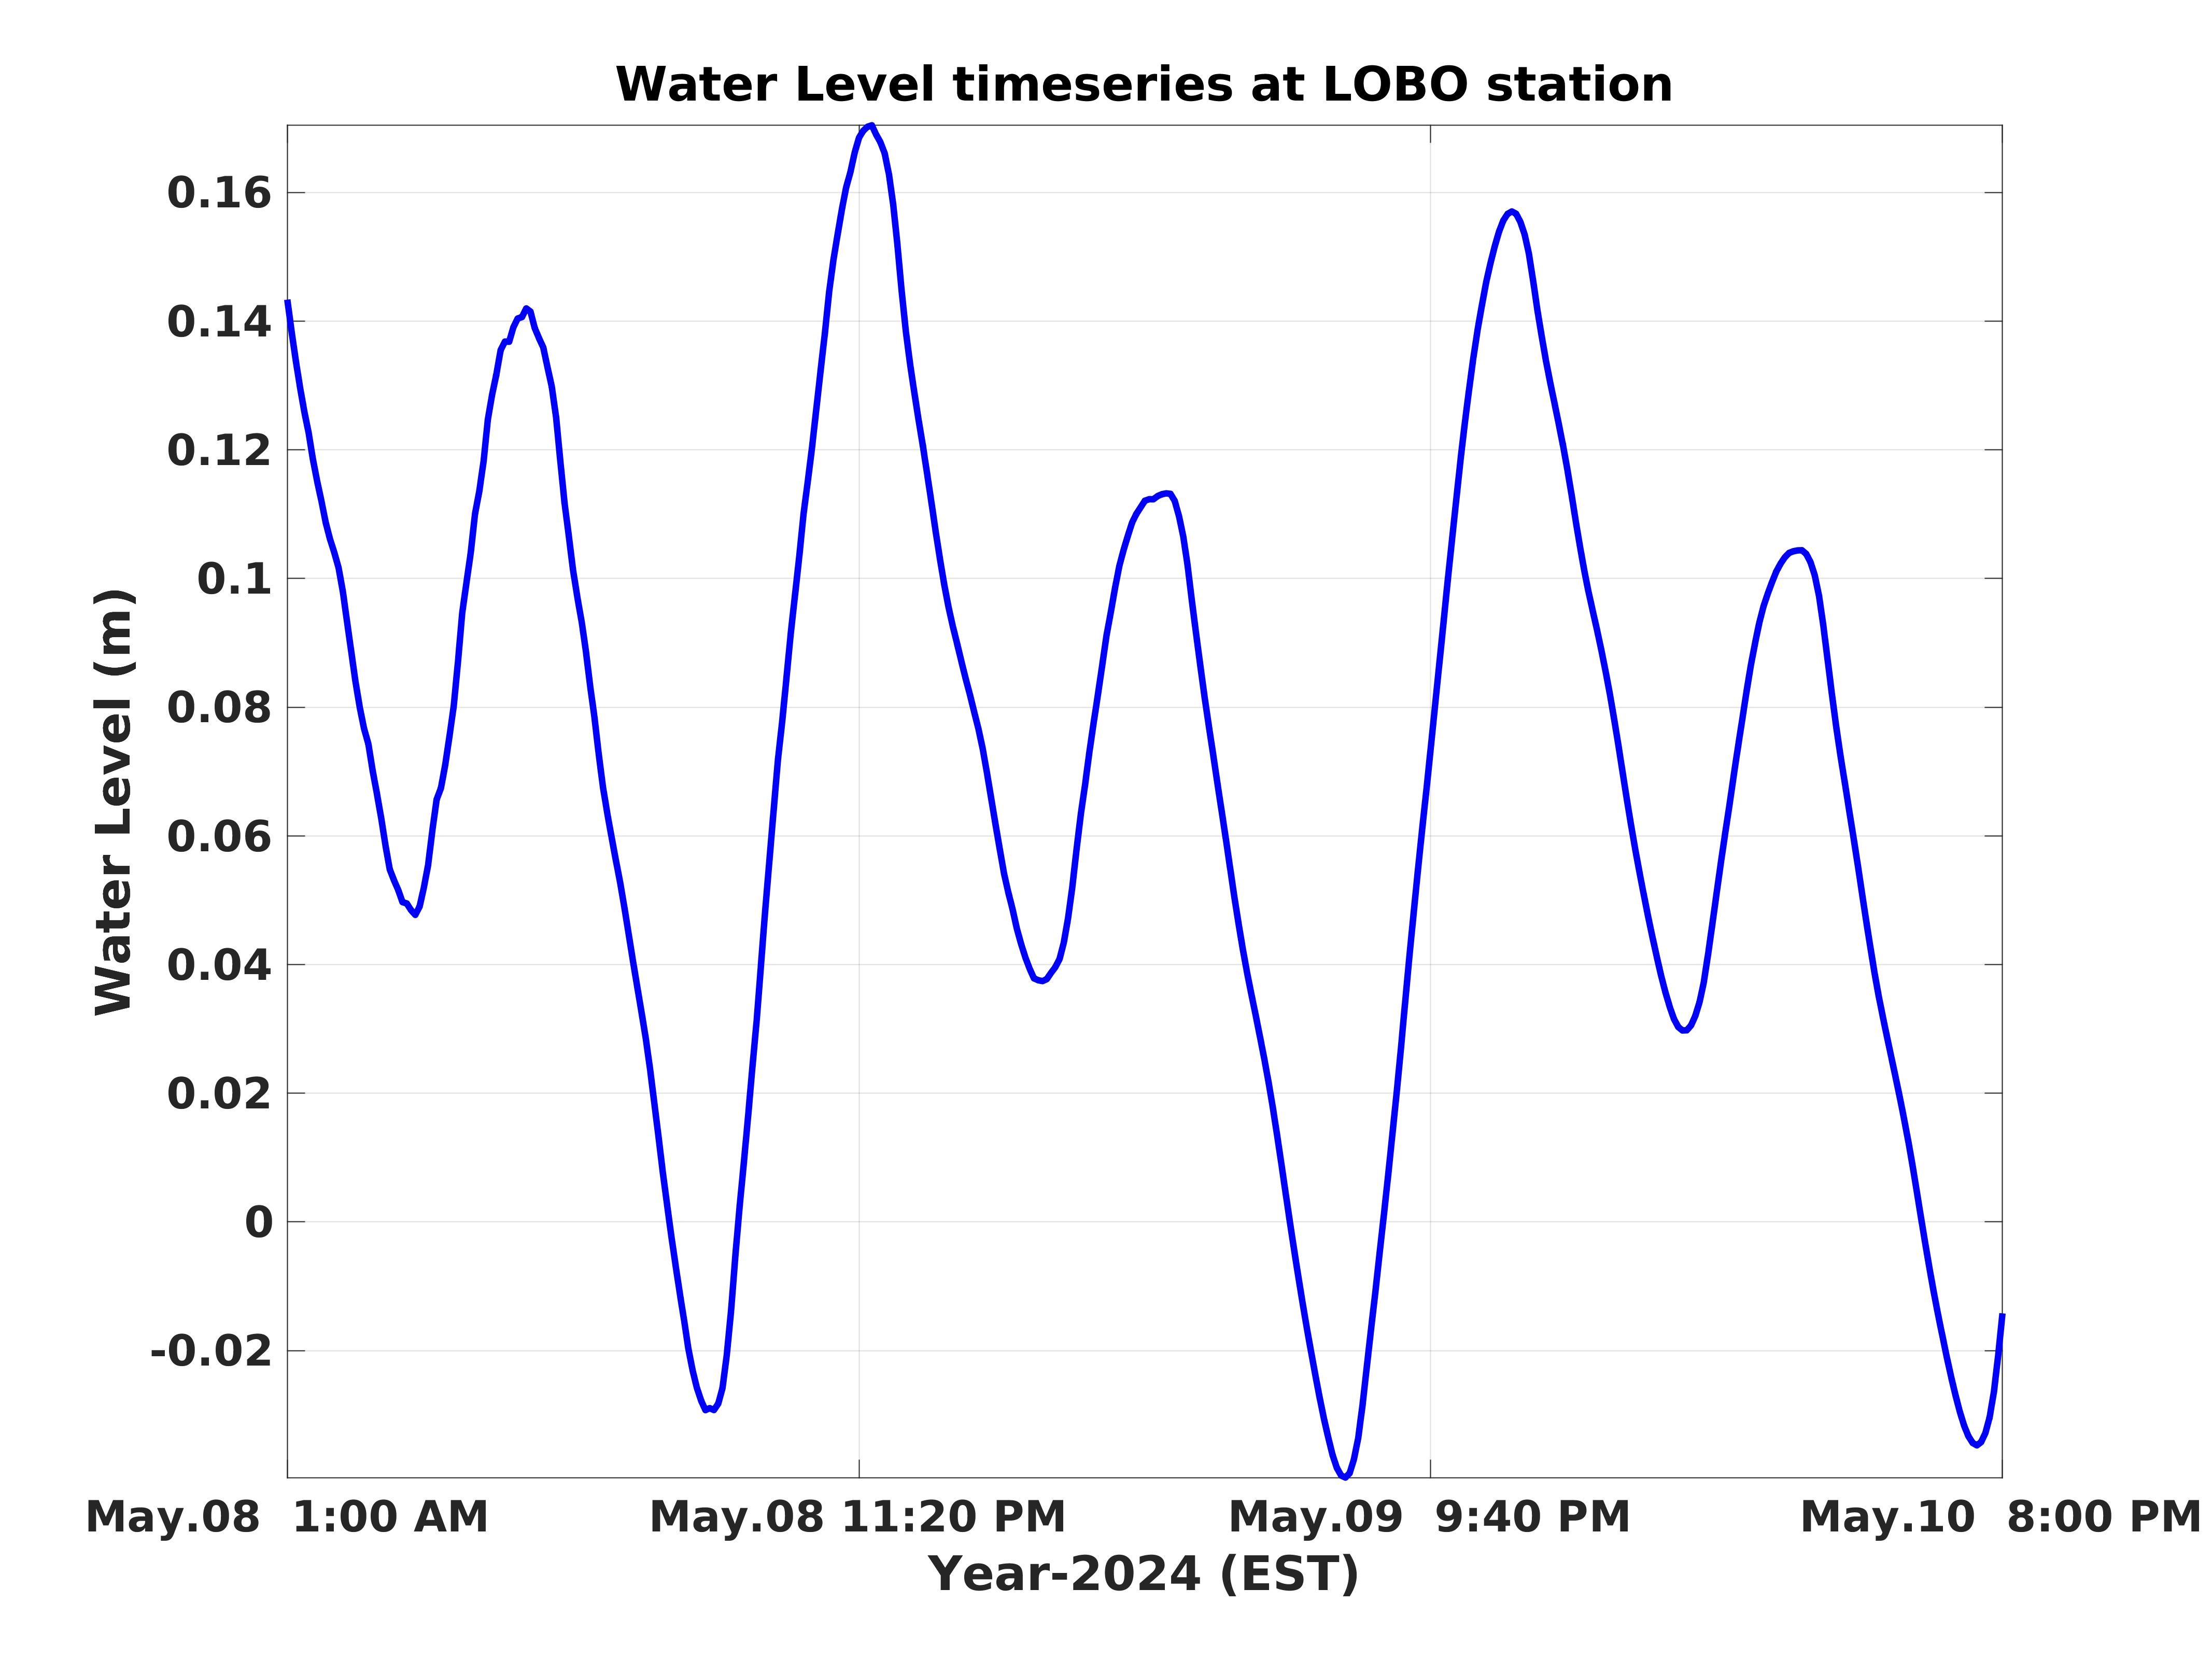 Water Level timeseries at LOBO station
Water Level (m)
0.16
0.14
0.12
0.1
0.08
0.06
0.04
0.02
0
-0.02
May.08 1:00 AM May.08 11:20 PM May.09 9:40 PM May.10 8:00 PM
Year-2024 (EST)